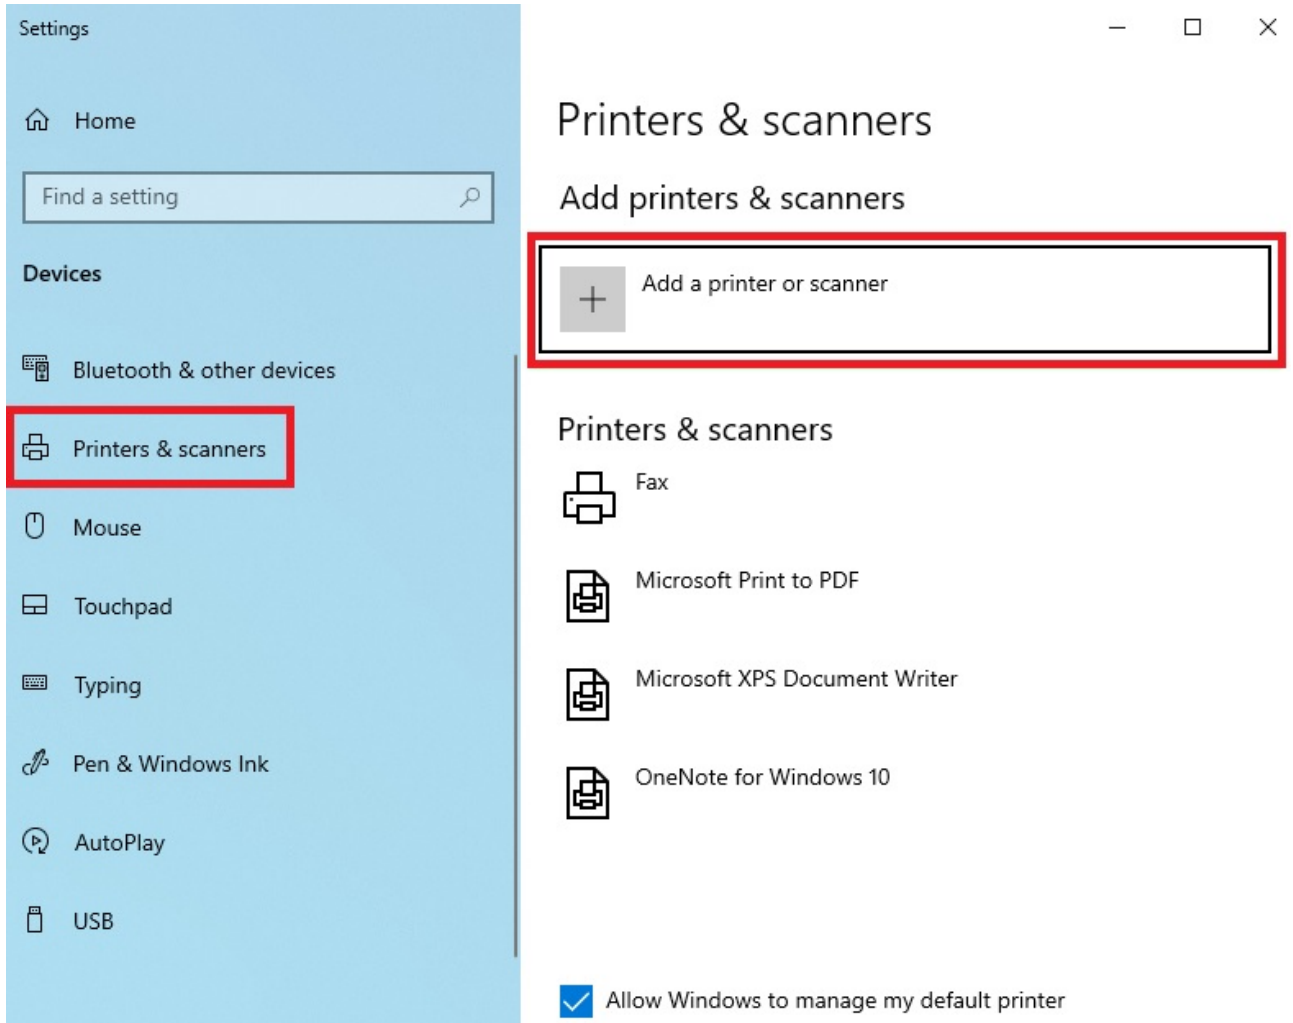 Settings
Home
Find a setting
Devices
Bluetooth & other devices
Printers & scanners
Mouse
Touchpad
Typing
Pen & Windows Ink
AutoPlay
USB
Printers & scanners
Add printers & scanners
Add a printer or scanner
Printers & scanners
Fax
Microsoft Print to PDF
Microsoft XPS Document Writer
OneNote for Windows 10
Allow Windows to manage my default printer